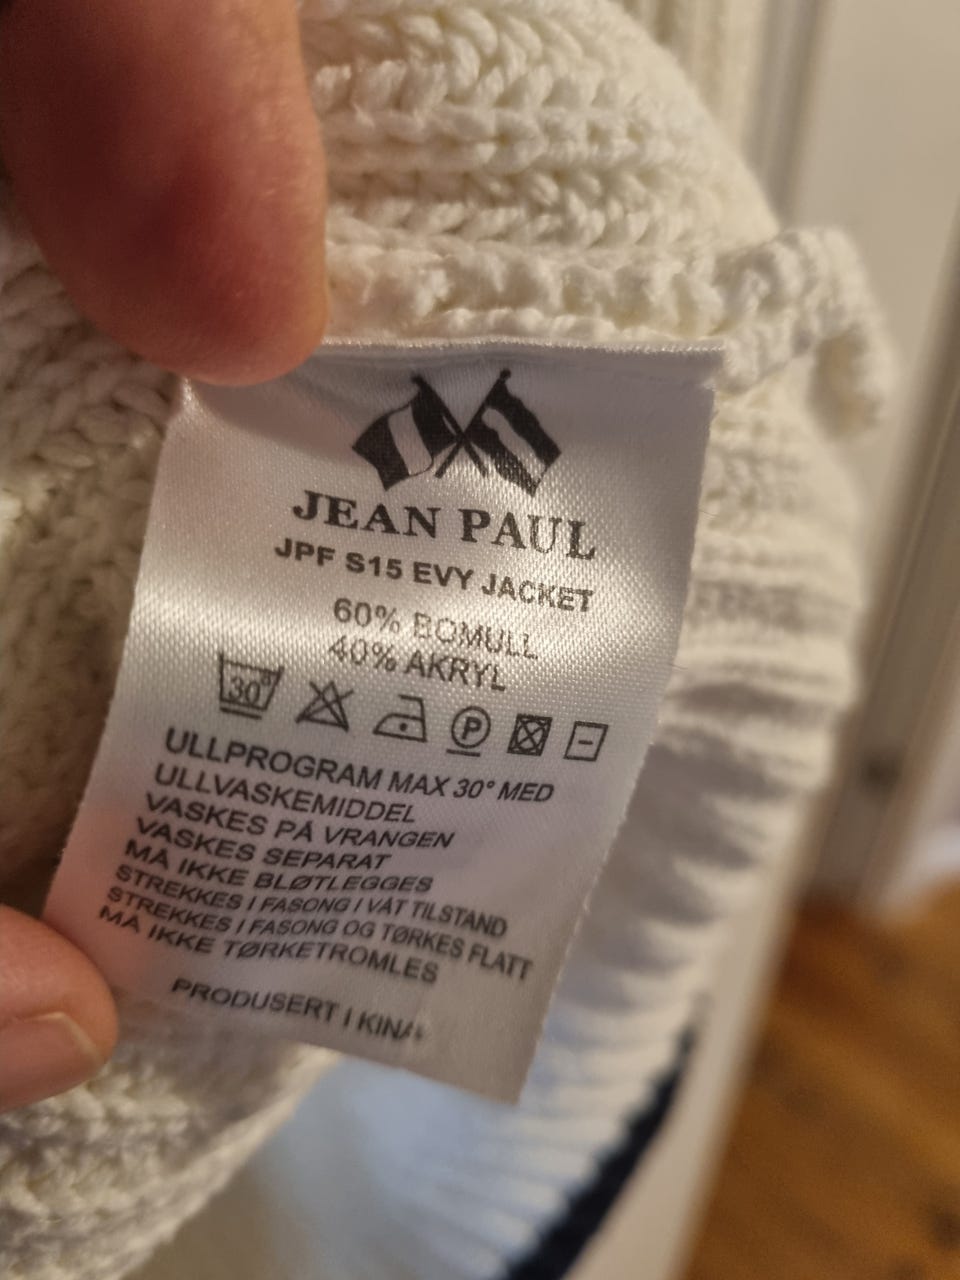 JEAN PAUL
JPF S15 EVY JACKET
60% BOMULL
40% AKRYL
30° P
ULLPROGRAM MAX 30° MED
ULLVASKEMIDDEL
VASKES PÅ VRANGEN
VASKES SEPARAT
MÅ IKKE BLØTLEGGES
STREKKES I FASONG I VÅT TILSTAND
STREKKES I FASONG OG TØRKES FLATT
MÅ IKKE TØRKETROMLES
PRODUSERT I KINA